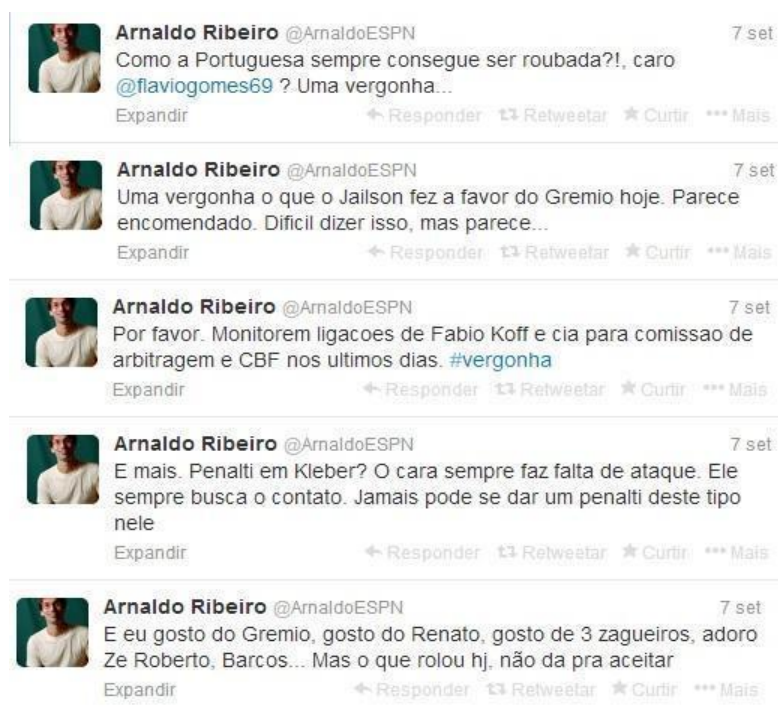 Arnaldo Ribeiro @ArnaldoESPN 7 set
Como a Portuguesa sempre consegue ser roubada?!, caro
@flaviogomes69 ? Uma vergonha...
Expandir Responder Retweetar Curtir Mais
Arnaldo Ribeiro @ArnaldoESPN 7 set
Uma vergonha o que o Jailson fez a favor do Gremio hoje. Parece
encomendado. Dificil dizer isso, mas parece...
Expandir Responder Retweetar Curtir Mais
Arnaldo Ribeiro @ArnaldoESPN 7 set
Por favor. Monitorem ligacoes de Fabio Koff e cia para comissao de
arbitragem e CBF nos ultimos dias. #vergonha
Expandir Responder Retweetar Curtir Mais
Arnaldo Ribeiro @ArnaldoESPN 7 set
E mais. Penalti em Kleber? O cara sempre faz falta de ataque. Ele
sempre busca o contato. Jamais pode se dar um penalti deste tipo
nele
Expandir Responder Retweetar Curtir Mais
Arnaldo Ribeiro @ArnaldoESPN 7 set
E eu gosto do Gremio, gosto do Renato, gosto de 3 zagueiros, adoro
Ze Roberto, Barcos... Mas o que rolou hj, não da pra aceitar
Expandir Responder Retweetar Curtir Mais